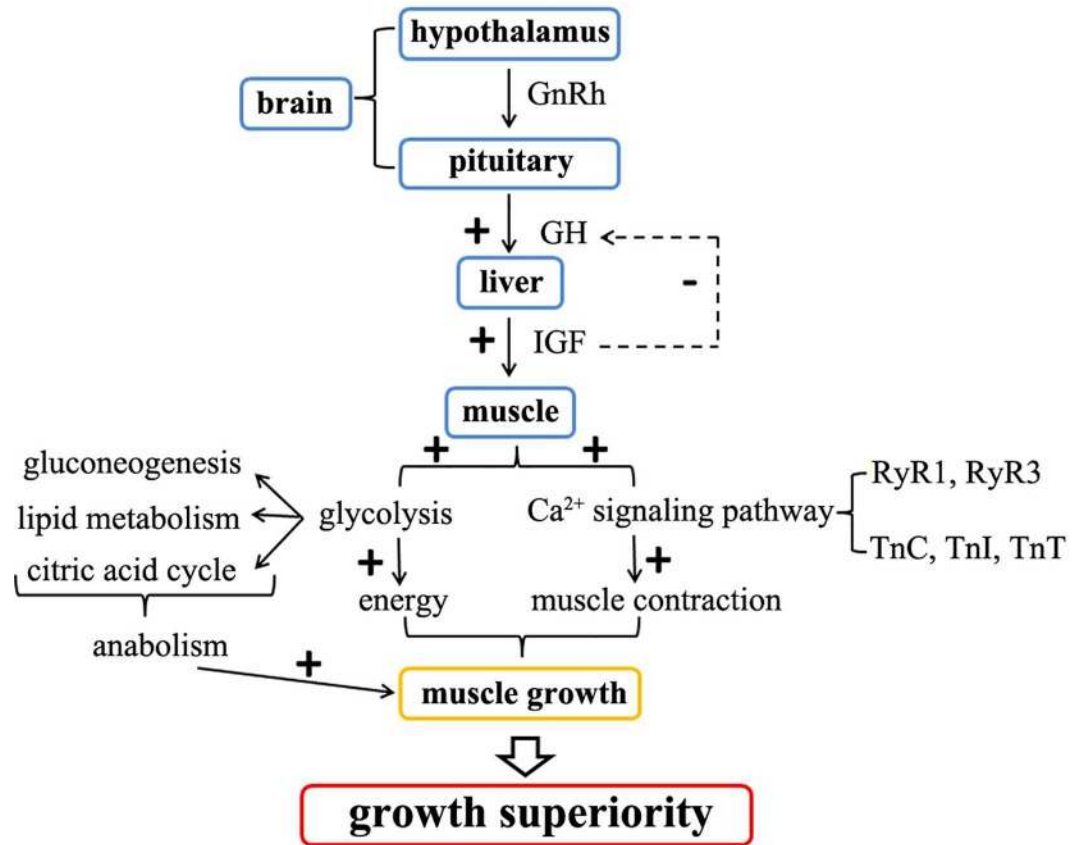 hypothalamus
GnRh
brain
pituitary
+ GH
-
liver
+ IGF
muscle
+ +
gluconeogenesis
lipid metabolism
citric acid cycle
glycolysis
Ca²⁺ signaling pathway
RyR1, RyR3
TnC, TnI, TnT
+ +
energy
muscle contraction
anabolism
+
muscle growth
growth superiority